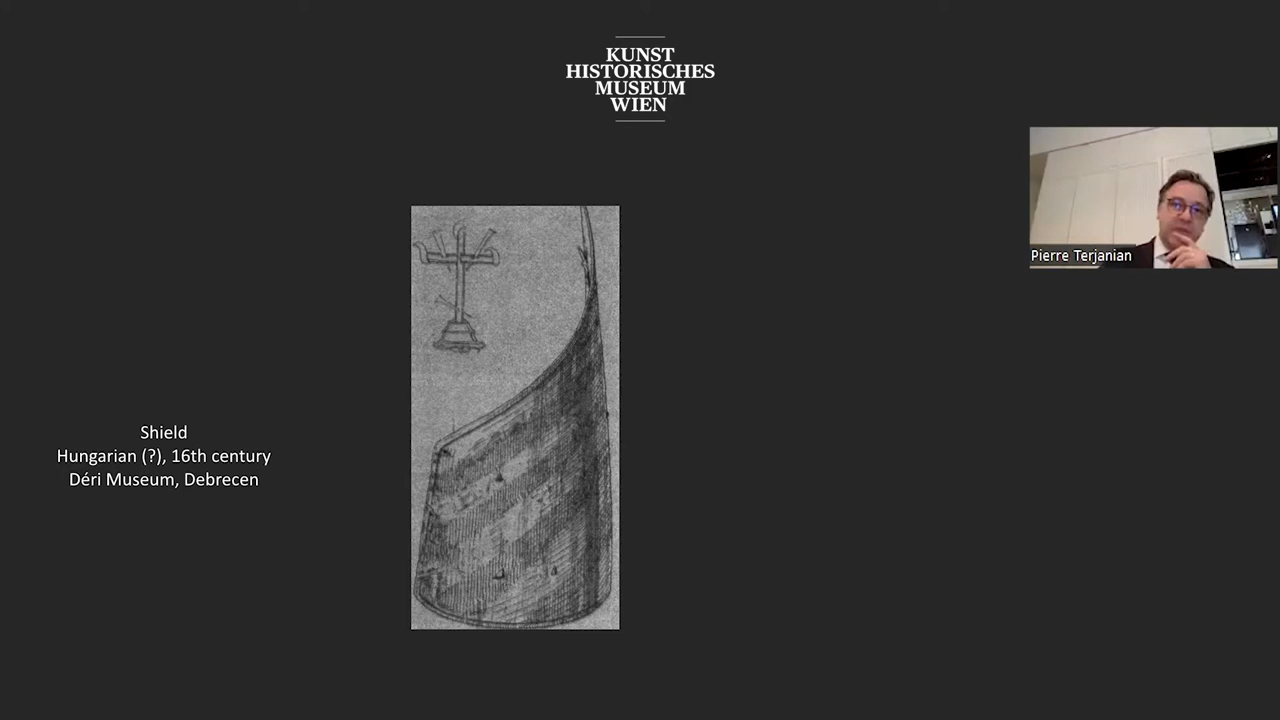 KUNST
HISTORISCHES
MUSEUM
WIEN
Pierre Terjanian
Shield
Hungarian (?), 16th century
Déri Museum, Debrecen